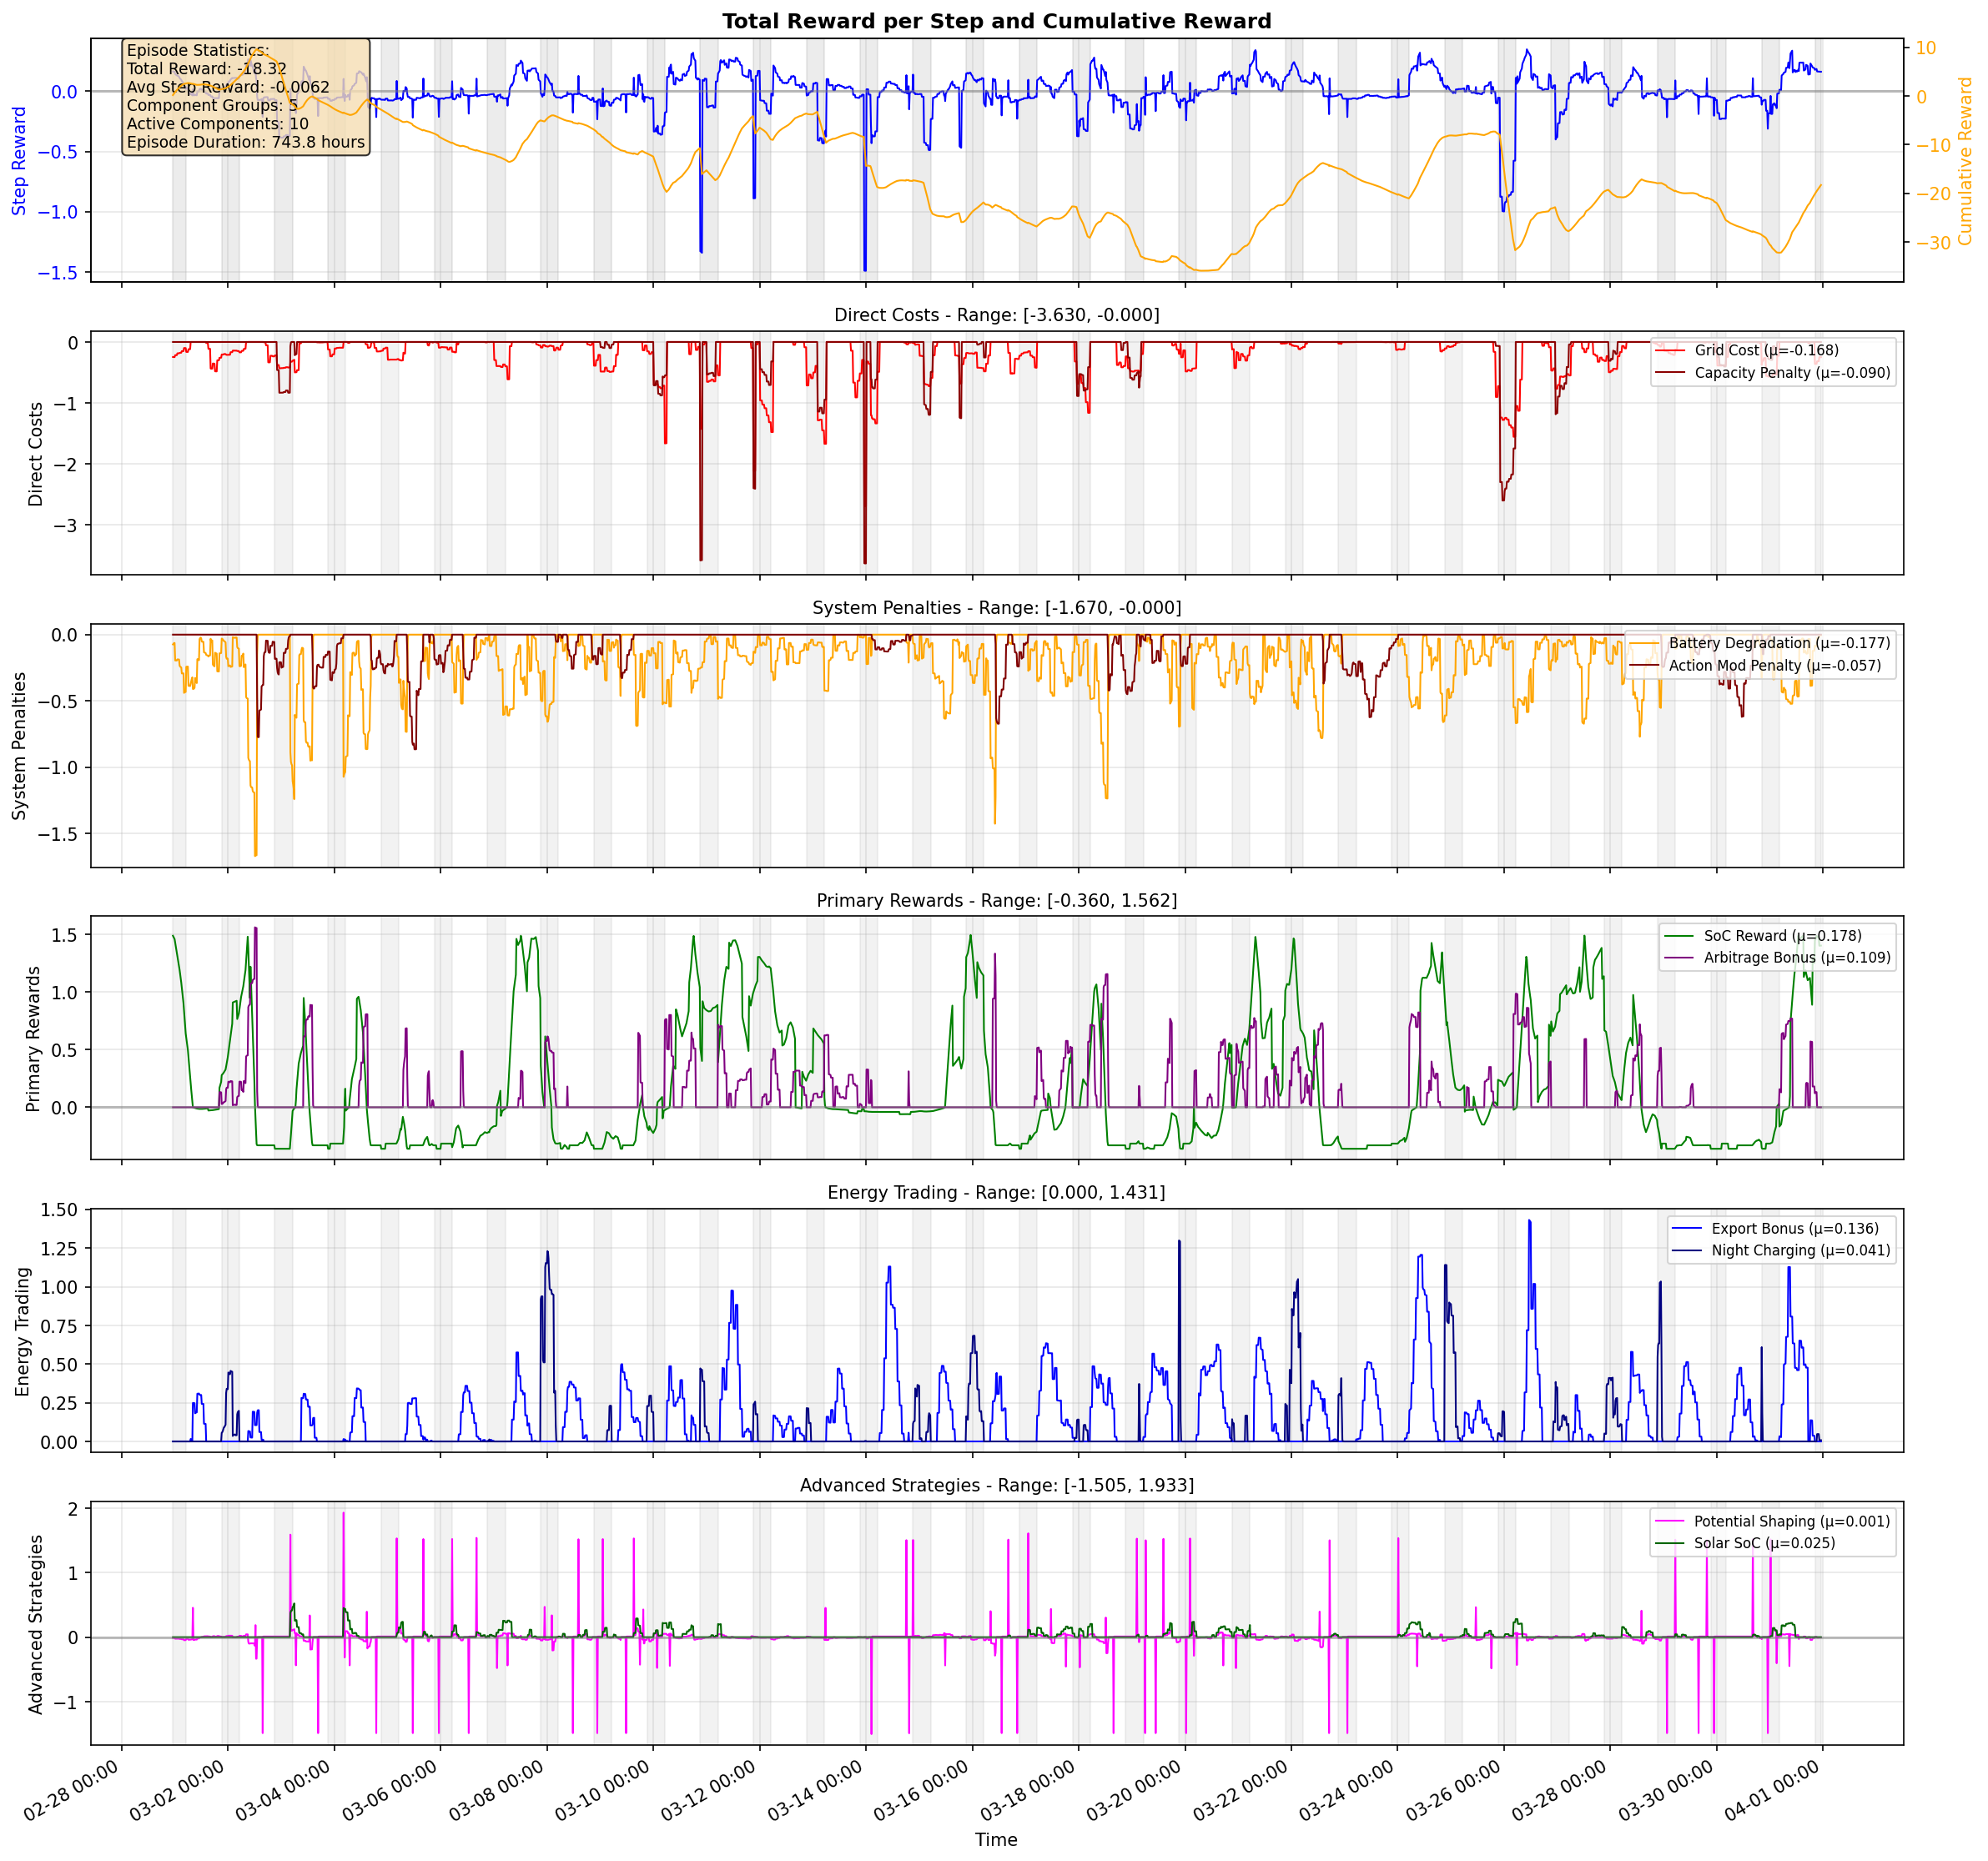 Total Reward per Step and Cumulative Reward
Episode Statistics:
Total Reward: -18.32
Avg Step Reward: -0.0062
Component Groups: 5
Active Components: 10
Episode Duration: 743.8 hours
Step Reward
0.0
−0.5
−1.0
−1.5
Cumulative Reward
10
0
−10
−20
−30
Direct Costs - Range: [-3.630, -0.000]
Direct Costs
0
−1
−2
−3
Grid Cost (μ=-0.168)
Capacity Penalty (μ=-0.090)
System Penalties - Range: [-1.670, -0.000]
System Penalties
0.0
−0.5
−1.0
−1.5
Battery Degradation (μ=-0.177)
Action Mod Penalty (μ=-0.057)
Primary Rewards - Range: [-0.360, 1.562]
Primary Rewards
1.5
1.0
0.5
0.0
SoC Reward (μ=0.178)
Arbitrage Bonus (μ=0.109)
Energy Trading - Range: [0.000, 1.431]
Energy Trading
1.50
1.25
1.00
0.75
0.50
0.25
0.00
Export Bonus (μ=0.136)
Night Charging (μ=0.041)
Advanced Strategies - Range: [-1.505, 1.933]
Advanced Strategies
2
1
0
−1
Potential Shaping (μ=0.001)
Solar SoC (μ=0.025)
02-28 00:00
03-02 00:00
03-04 00:00
03-06 00:00
03-08 00:00
03-10 00:00
03-12 00:00
03-14 00:00
03-16 00:00
03-18 00:00
03-20 00:00
03-22 00:00
03-24 00:00
03-26 00:00
03-28 00:00
03-30 00:00
04-01 00:00
Time